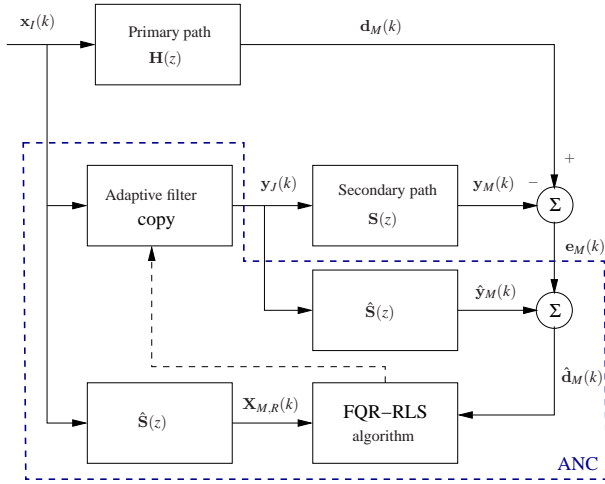 𝐱_I(k)
Primary path
𝐇(z)
𝐝_M(k)
+
Adaptive filter
copy
𝐲_J(k)
Secondary path
𝐒(z)
𝐲_M(k)
−
Σ
𝐞_M(k)
𝐒̂(z)
𝐲̂_M(k)
Σ
𝐝̂_M(k)
𝐒̂(z)
𝐗_{M,R}(k)
FQR−RLS
algorithm
ANC